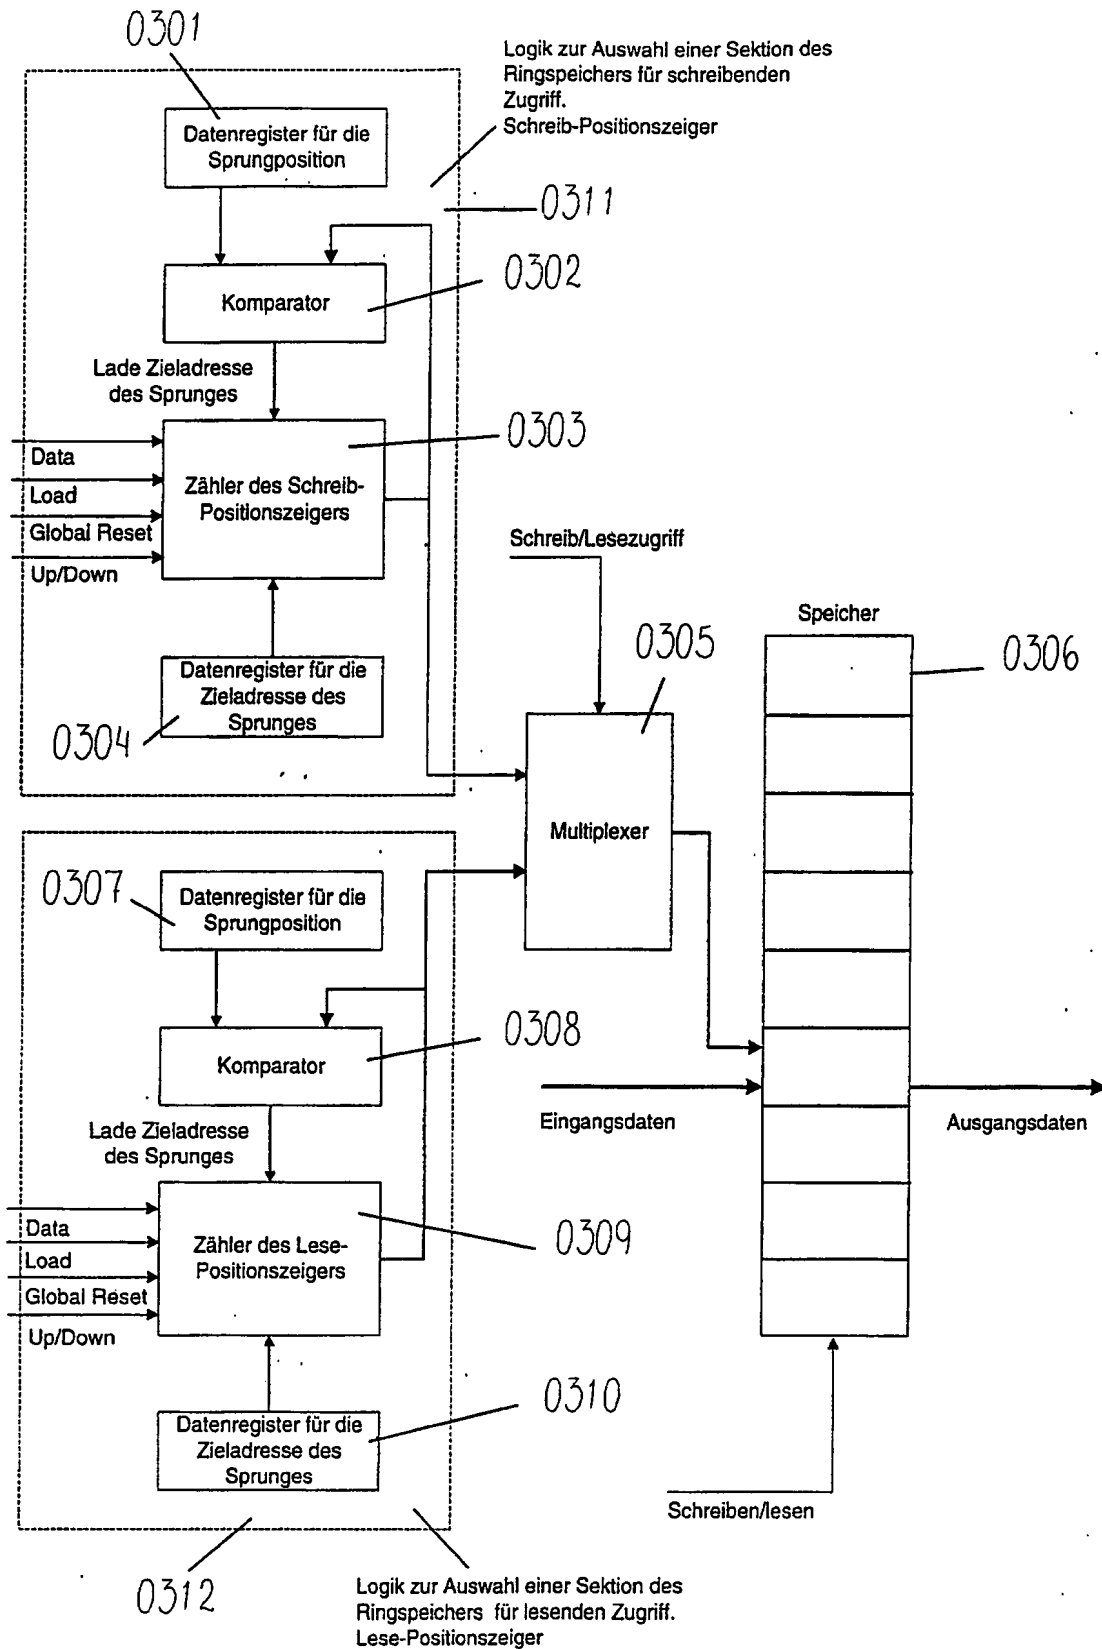 0301
Logik zur Auswahl einer Sektion des
Ringspeichers für schreibenden
Zugriff.
Schreib-Positionszeiger
Datenregister für die
Sprungposition
0311
0302
Komparator
Lade Zieladresse
des Sprunges
0303
Data
Load
Global Reset
Up/Down
Zähler des Schreib-
Positionszeigers
Schreib/Lesezugriff
Speicher
0305
0306
Datenregister für die
Zieladresse des
Sprunges
0304
Multiplexer
0307
Datenregister für die
Sprungposition
0308
Komparator
Eingangsdaten
Ausgangsdaten
Lade Zieladresse
des Sprunges
0309
Data
Load
Global Reset
Up/Down
Zähler des Lese-
Positionszeigers
0310
Datenregister für die
Zieladresse des
Sprunges
Schreiben/lesen
0312
Logik zur Auswahl einer Sektion des
Ringspeichers für lesenden Zugriff.
Lese-Positionszeiger